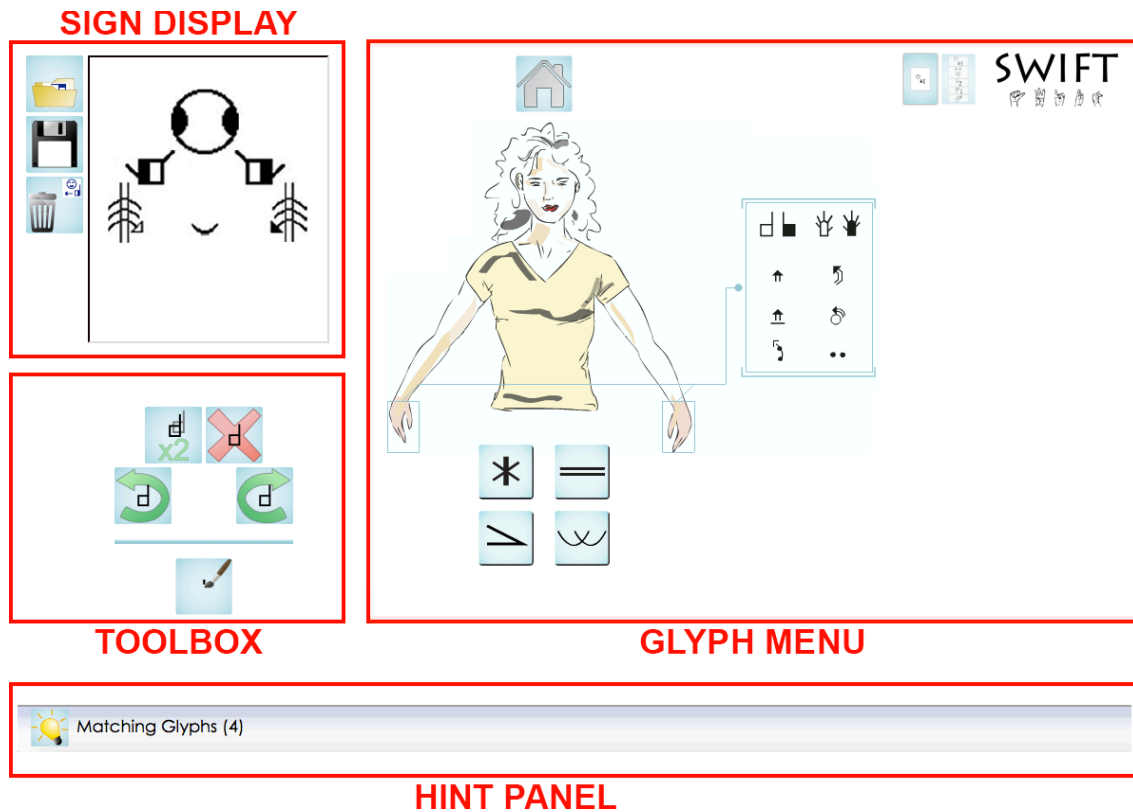 SIGN DISPLAY
SWIFT
x2
TOOLBOX
GLYPH MENU
Matching Glyphs (4)
HINT PANEL